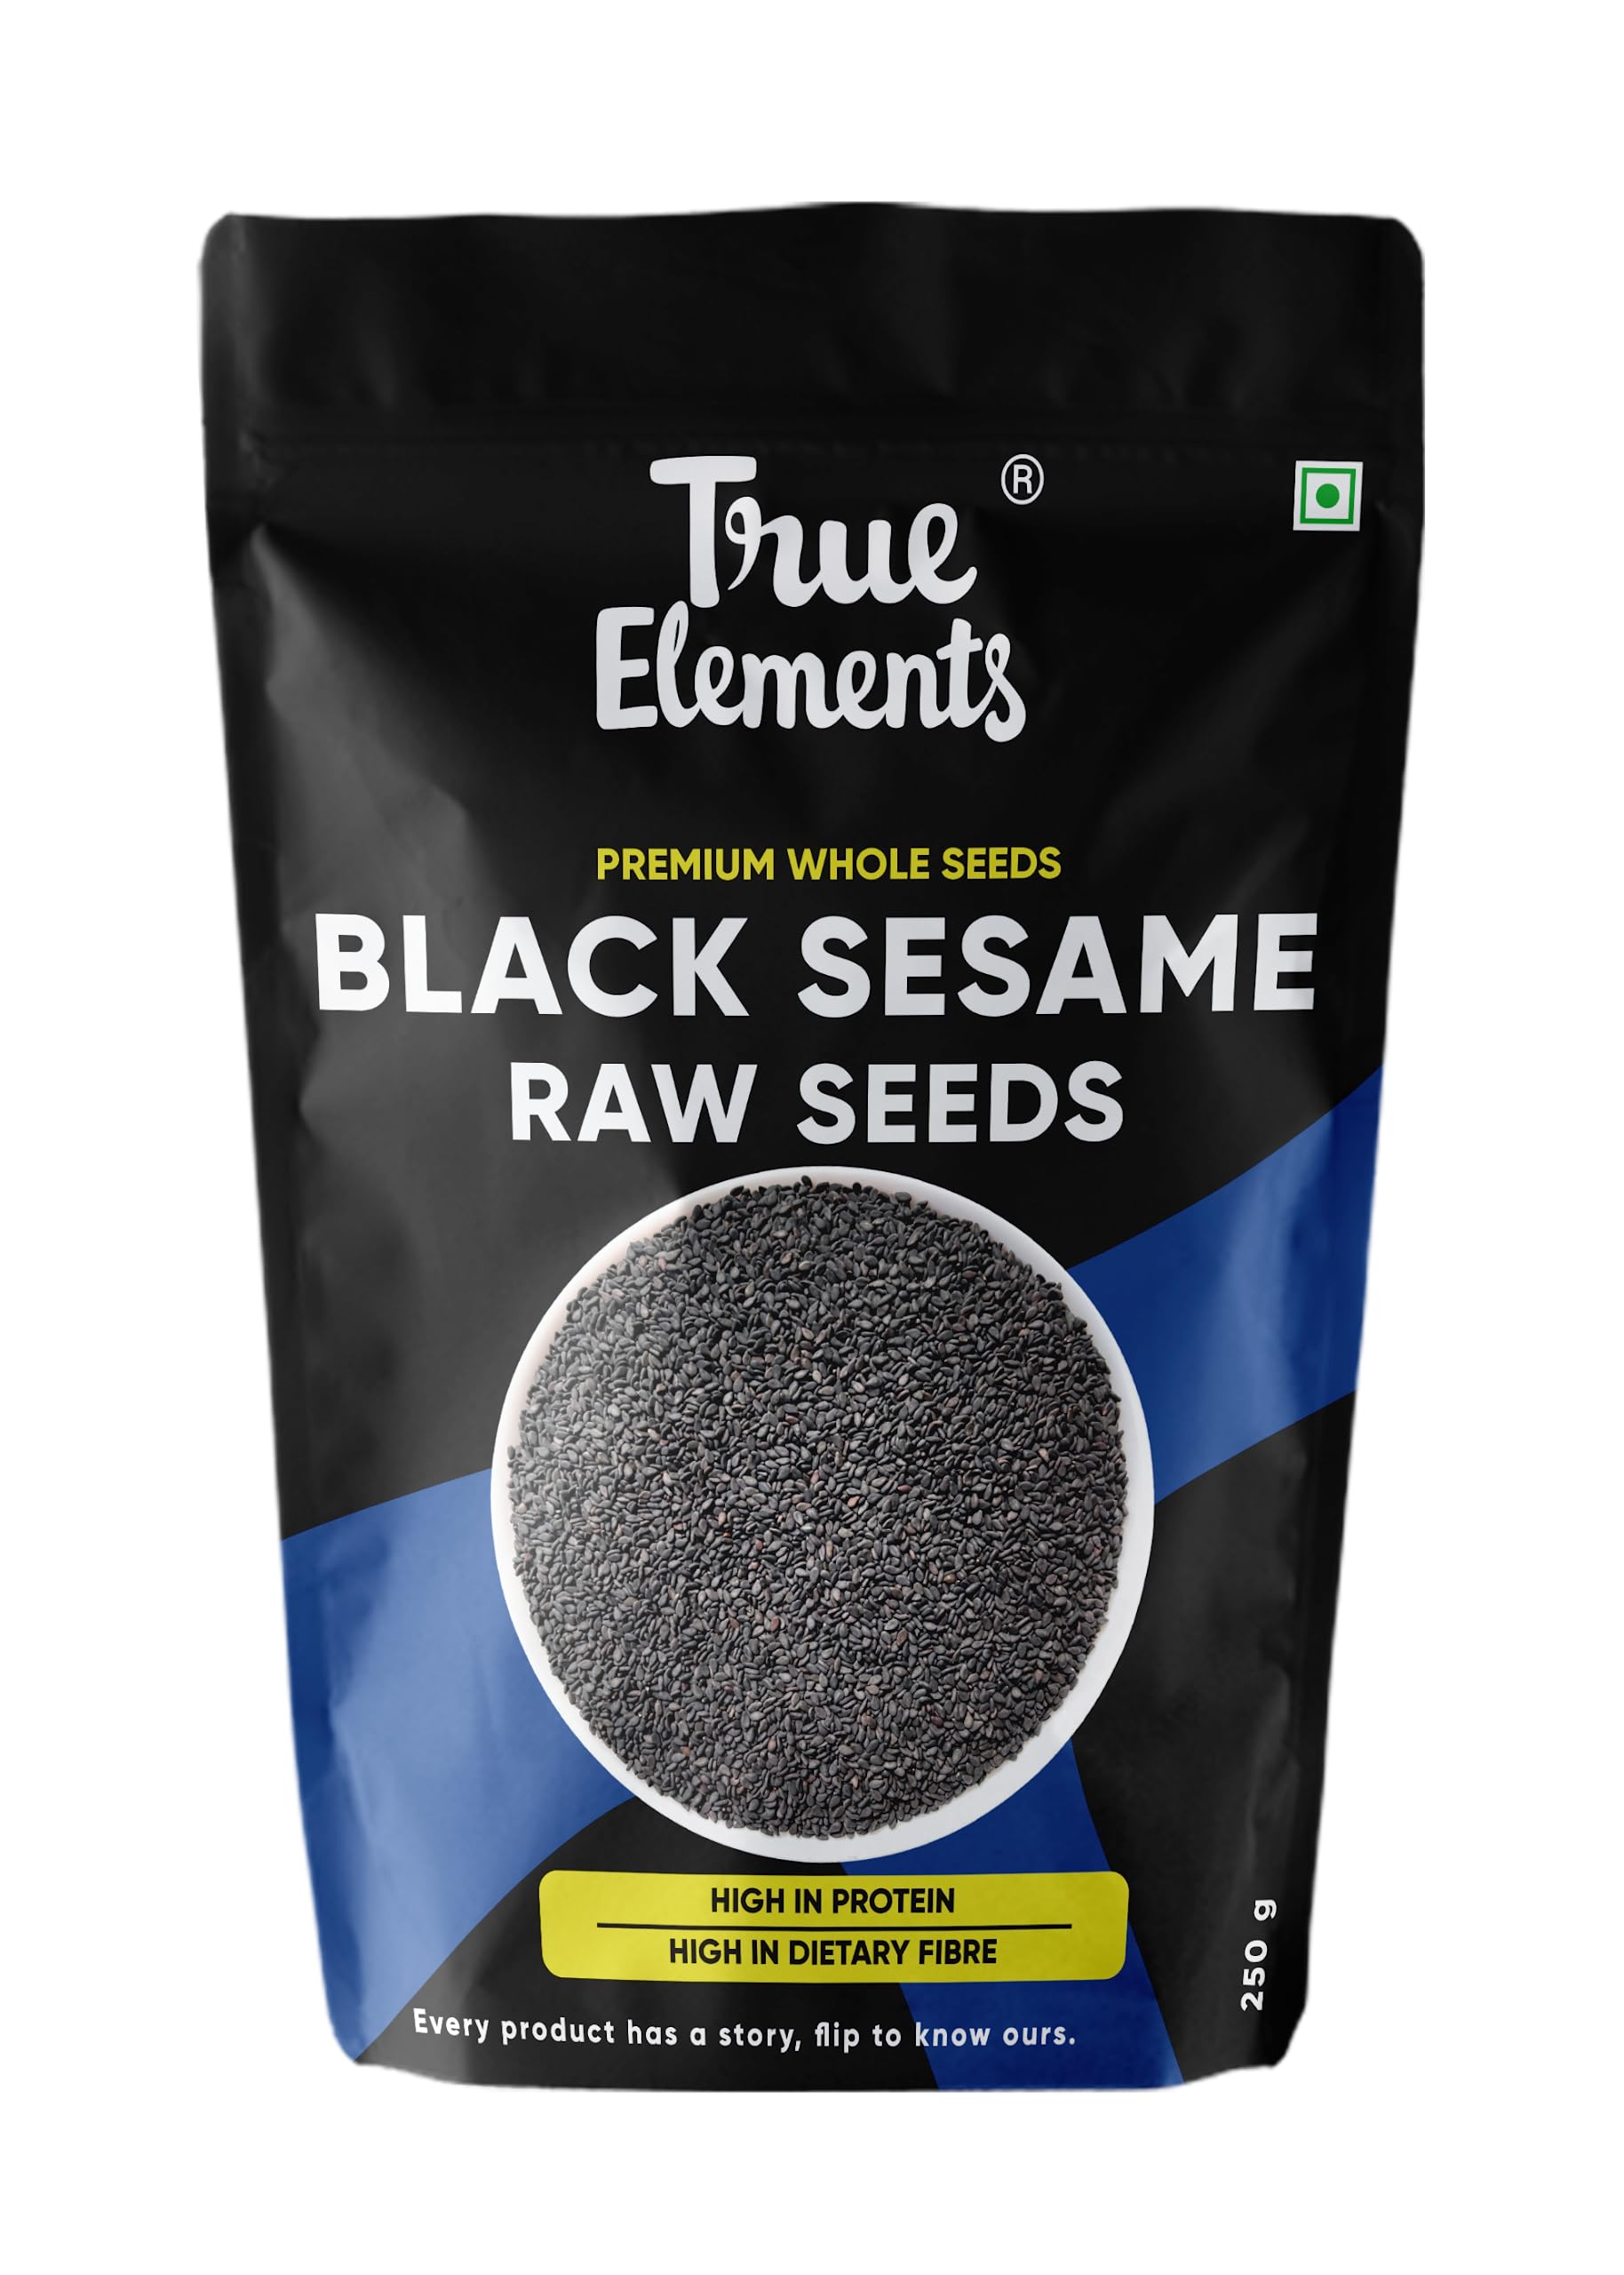 True ®
Elements
PREMIUM WHOLE SEEDS
BLACK SESAME
RAW SEEDS
HIGH IN PROTEIN
HIGH IN DIETARY FIBRE
250 g
Every product has a story, flip to know ours.